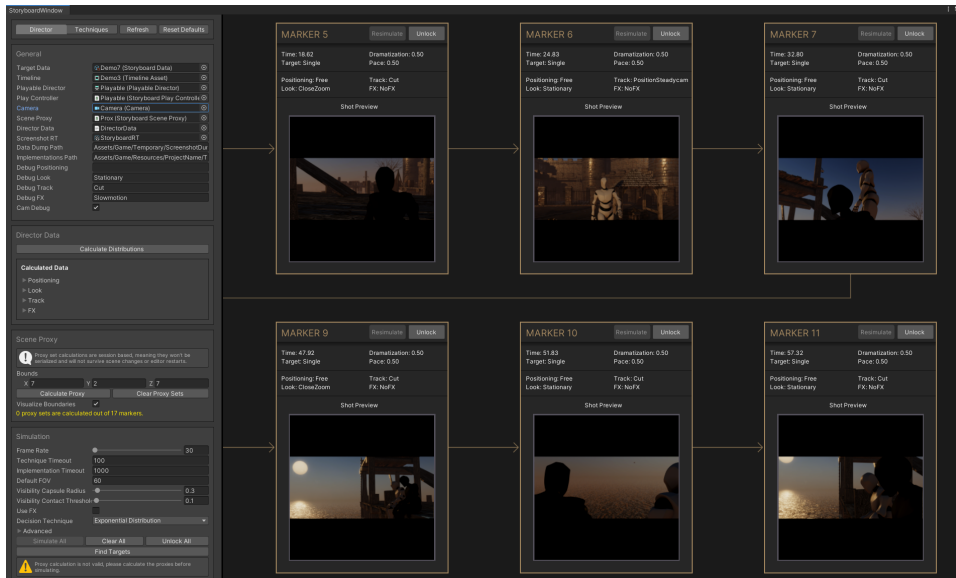 StoryboardWindow
Director Techniques Refresh Reset Defaults
General
Target Data Demo7 (Storyboard Data)
Timeline Demo3 (Timeline Asset)
Playable Director Playable (Playable Director)
Play Controller Playable (Storyboard Play Controlle
Camera Camera (Camera)
Scene Proxy Prox (Storyboard Scene Proxy)
Director Data DirectorData
Screenshot RT StoryboardRT
Data Dump Path Assets/Game/Temporary/ScreenshotDur
Implementations Path Assets/Game/Resources/ProjectName/T
Debug Positioning
Debug Look Stationary
Debug Track Cut
Debug FX Slowmotion
Cam Debug
Director Data
Calculate Distributions
Calculated Data
Positioning
Look
Track
FX
Scene Proxy
Proxy set calculations are session based, meaning they won't be
serialized and will not survive scene changes or editor restarts.
Bounds
X 7 Y 2 Z 7
Calculate Proxy Clear Proxy Sets
Visualize Boundaries
0 proxy sets are calculated out of 17 markers.
Simulation
Frame Rate 30
Technique Timeout 100
Implementation Timeout 1000
Default FOV 60
Visibility Capsule Radius 0.3
Visibility Contact Threshol 0.1
Use FX
Decision Technique Exponential Distribution
Advanced
Simulate All Clear All Unlock All
Find Targets
Proxy calculation is not valid, please calculate the proxies before
simulating.
MARKER 5 Resimulate Unlock
Time: 18.62 Dramatization: 0.50
Target: Single Pace: 0.50
Positioning: Free Track: Cut
Look: CloseZoom FX: NoFX
Shot Preview
MARKER 6 Resimulate Unlock
Time: 24.83 Dramatization: 0.50
Target: Single Pace: 0.50
Positioning: Free Track: PositionSteadycam
Look: Stationary FX: NoFX
Shot Preview
MARKER 7 Resimulate Unlock
Time: 32.80 Dramatization: 0.50
Target: Single Pace: 0.50
Positioning: Free Track: Cut
Look: Stationary FX: NoFX
Shot Preview
MARKER 9 Resimulate Unlock
Time: 47.92 Dramatization: 0.50
Target: Single Pace: 0.50
Positioning: Free Track: Cut
Look: CloseZoom FX: NoFX
Shot Preview
MARKER 10 Resimulate Unlock
Time: 51.83 Dramatization: 0.50
Target: Single Pace: 0.50
Positioning: Free Track: Cut
Look: Stationary FX: NoFX
Shot Preview
MARKER 11 Resimulate Unlock
Time: 57.32 Dramatization: 0.50
Target: Single Pace: 0.50
Positioning: Free Track: Cut
Look: Stationary FX: NoFX
Shot Preview